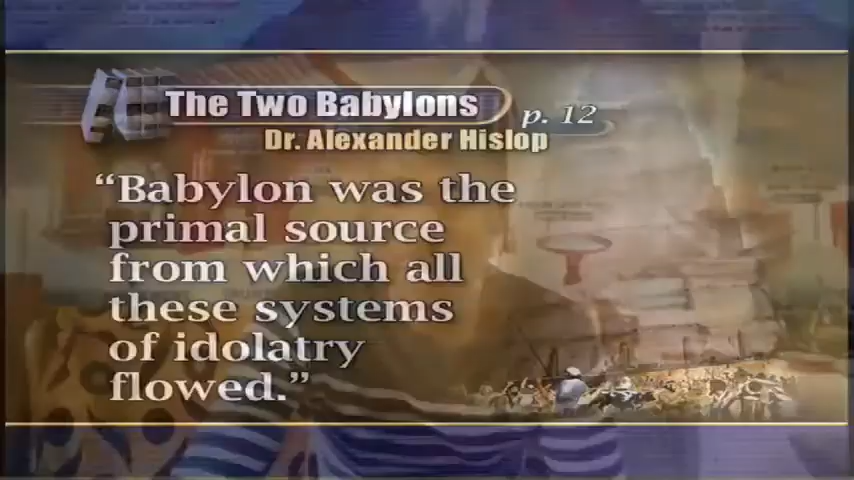 The Two Babylons p. 12
Dr. Alexander Hislop
“Babylon was the
primal source
from which all
these systems
of idolatry
flowed.”